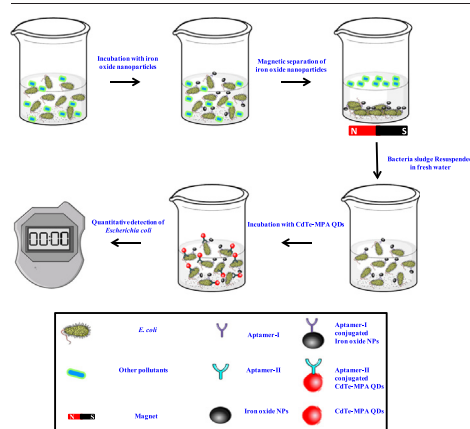 Incubation with iron
oxide nanoparticles
Magnetic separation of
iron oxide nanoparticles
N S
Bacteria sludge Resuspended
in fresh water
Incubation with CdTe-MPA QDs
Quantitative detection of
Escherichia coli
00:00
E. coli
Aptamer-I
Aptamer-I
conjugated
Iron oxide NPs
Other pollutants
Aptamer-II
Aptamer-II
conjugated
CdTe-MPA QDs
N S
Magnet
Iron oxide NPs
CdTe-MPA QDs